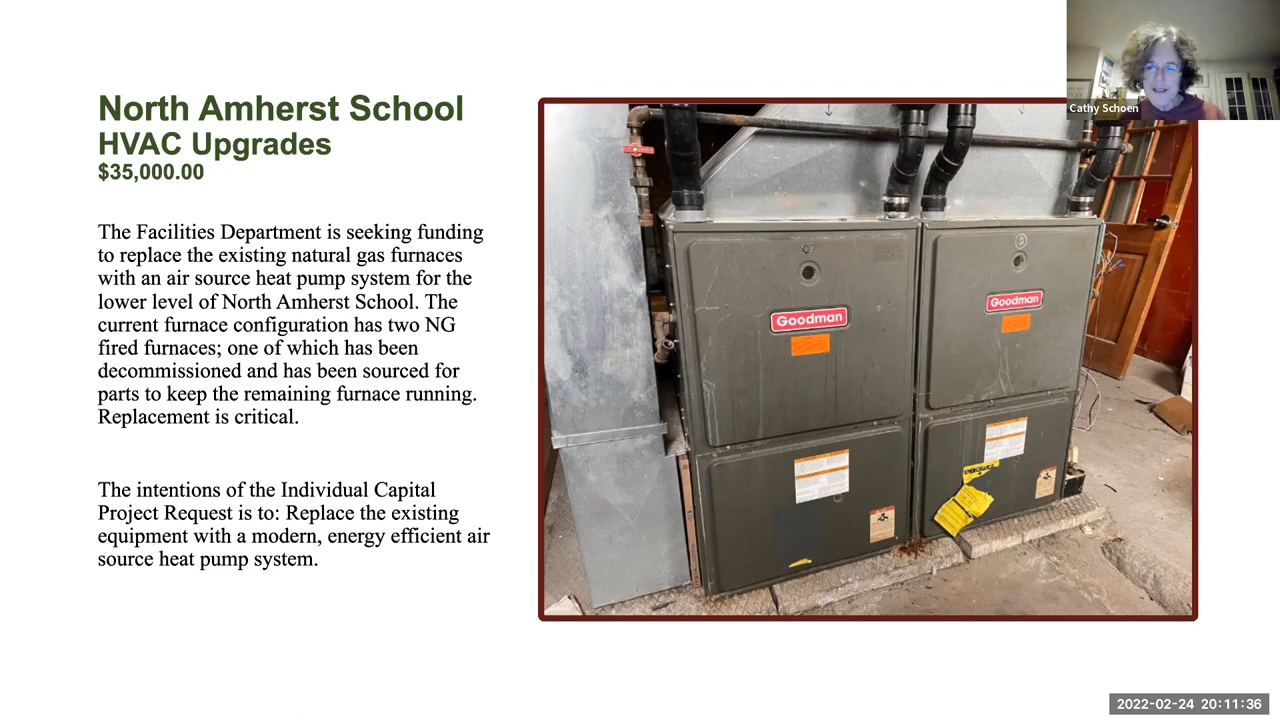 North Amherst School
HVAC Upgrades
$35,000.00
The Facilities Department is seeking funding
to replace the existing natural gas furnaces
with an air source heat pump system for the
lower level of North Amherst School. The
current furnace configuration has two NG
fired furnaces; one of which has been
decommissioned and has been sourced for
parts to keep the remaining furnace running.
Replacement is critical.
The intentions of the Individual Capital
Project Request is to: Replace the existing
equipment with a modern, energy efficient air
source heat pump system.
Goodman
Goodman
Cathy Schoen
2022-02-24 20:11:36